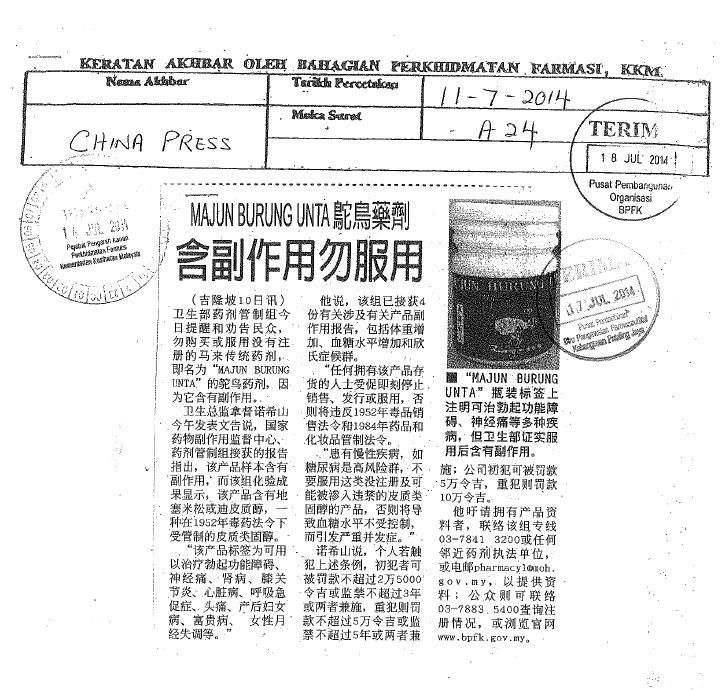 KERATAN AKHBAR OLEH BAHAGIAN PERKHIDMATAN FARMASI, KKM
Nama Akhbar
Tarikh Percetakan
11-7-2014
CHINA PRESS
Muka Surat
A 24
TERIM
18 JUL 2014
Pusat Pembangunan
Organisasi
BPFK
JUL 2014
Pejabat Pengarah Kanan
Perkhidmatan Farmasi
Kementerian Kesihatan Malaysia
JUL 2014
MAJUN BURUNG UNTA 鴕鳥藥劑
含副作用勿服用
(吉隆坡10日讯)
卫生部药剂管制组今
日提醒和劝告民众，
勿购买或服用没有注
册的马来传统药剂，
即名为“MAJUN BURUNG
UNTA”的鸵鸟药剂，因
为它含有副作用。
卫生总监拿督诺希山
今午发表文告说，国家
药物副作用监督中心、
药剂管制组接获的报告
指出，该产品样本含有
副作用，而该组化验成
果显示，该产品含有地
塞米松或迪皮质醇，一
种在1952年毒药法令下
受管制的皮质类固醇。
“该产品标签为可用
以治疗勃起功能障碍、
神经痛、肾病、膝关
节炎、心脏病、呼吸急
促症、头痛、产后妇女
病、富贵病、女性月
经失调等。”
他说，该组已接获4
份有关涉及有关产品副
作用报告，包括体重增
加、血糖水平增加和欣
氏症候群。
“任何拥有该产品存
货的人士受促即刻停止
销售、发行或服用，否
则将违反1952年毒品销
售法令和1984年药品和
化妆品管制法令。
“患有慢性疾病，如
糖尿病是高风险群，不
要服用这类没注册及可
能被渗入违禁的皮质类
固醇的产品，否则将导
致血糖水平不受控制，
而引发严重并发症。”
诺希山说，个人若触
犯上述条例，初犯者可
被罚款不超过2万5000
令吉或监禁不超过3年
或两者兼施，重犯则罚
款不超过5万令吉或监
禁不超过5年或两者兼
■ “MAJUN BURUNG
UNTA”瓶装标签上
注明可治勃起功能障
碍、神经痛等多种疾
病，但卫生部证实服
用后含有副作用。
施；公司初犯可被罚款
5万令吉，重犯则罚款
10万令吉。
他吁请拥有产品资
料者，联络该组专线
03-7841 3200或任何
邻近药剂执法单位，
或电邮pharmacyl@moh.
gov.my，以提供资
料；公众则可联络
03-7883 5400查询注
册情况，或浏览官网
www.bpfk.gov.my。